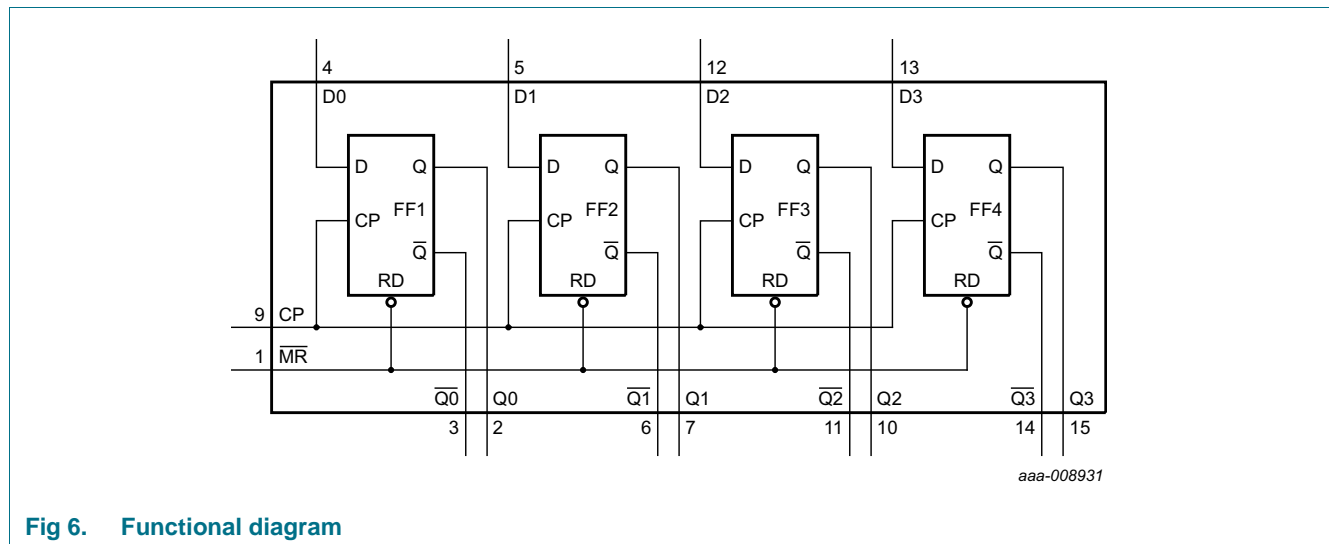 4 5 12 13
D0 D1 D2 D3
D Q D Q D Q D Q
FF1 FF2 FF3 FF4
CP CP CP CP
Q̅ Q̅ Q̅ Q̅
RD RD RD RD
9 CP
1 M̅R̅
Q̅0̅ Q0 Q̅1̅ Q1 Q̅2̅ Q2 Q̅3̅ Q3
3 2 6 7 11 10 14 15
aaa-008931
Fig 6. Functional diagram